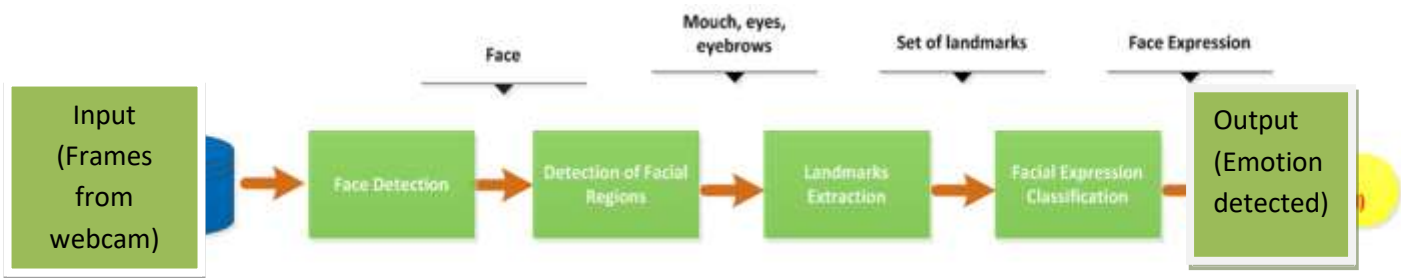 Face
Mouch, eyes,
eyebrows
Set of landmarks
Face Expression
Input
(Frames
from
webcam)
Face Detection
Detection of Facial
Regions
Landmarks
Extraction
Facial Expression
Classification
Output
(Emotion
detected)